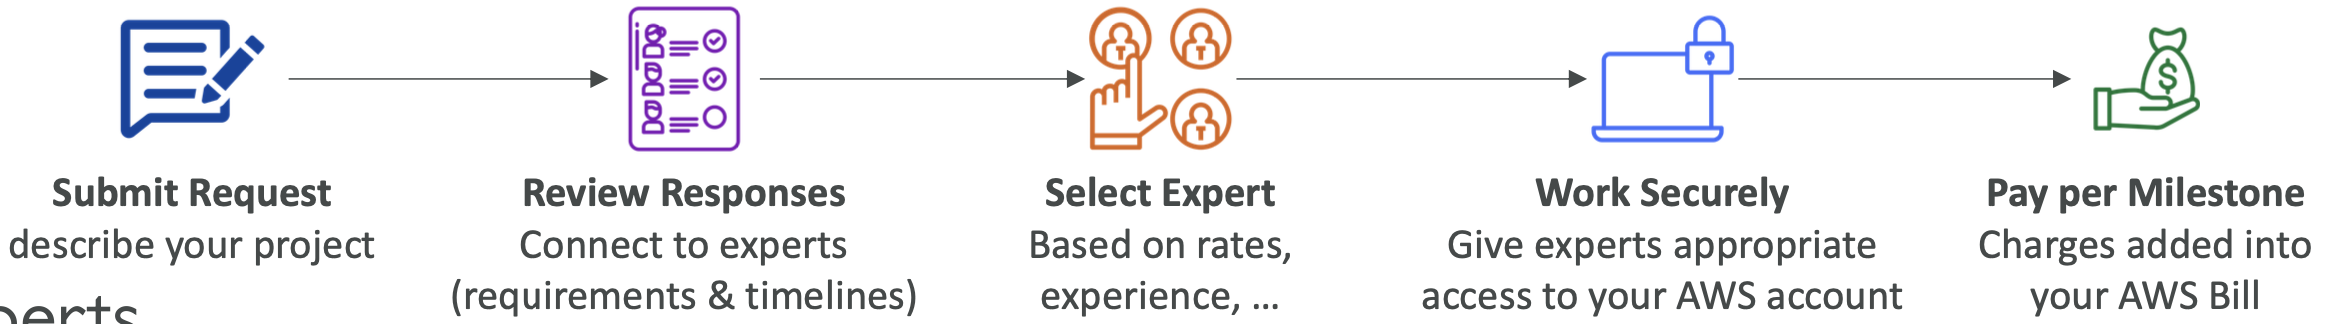 Submit Request
describe your project
Review Responses
Connect to experts
(requirements & timelines)
Select Expert
Based on rates,
experience, ...
Work Securely
Give experts appropriate
access to your AWS account
Pay per Milestone
Charges added into
your AWS Bill